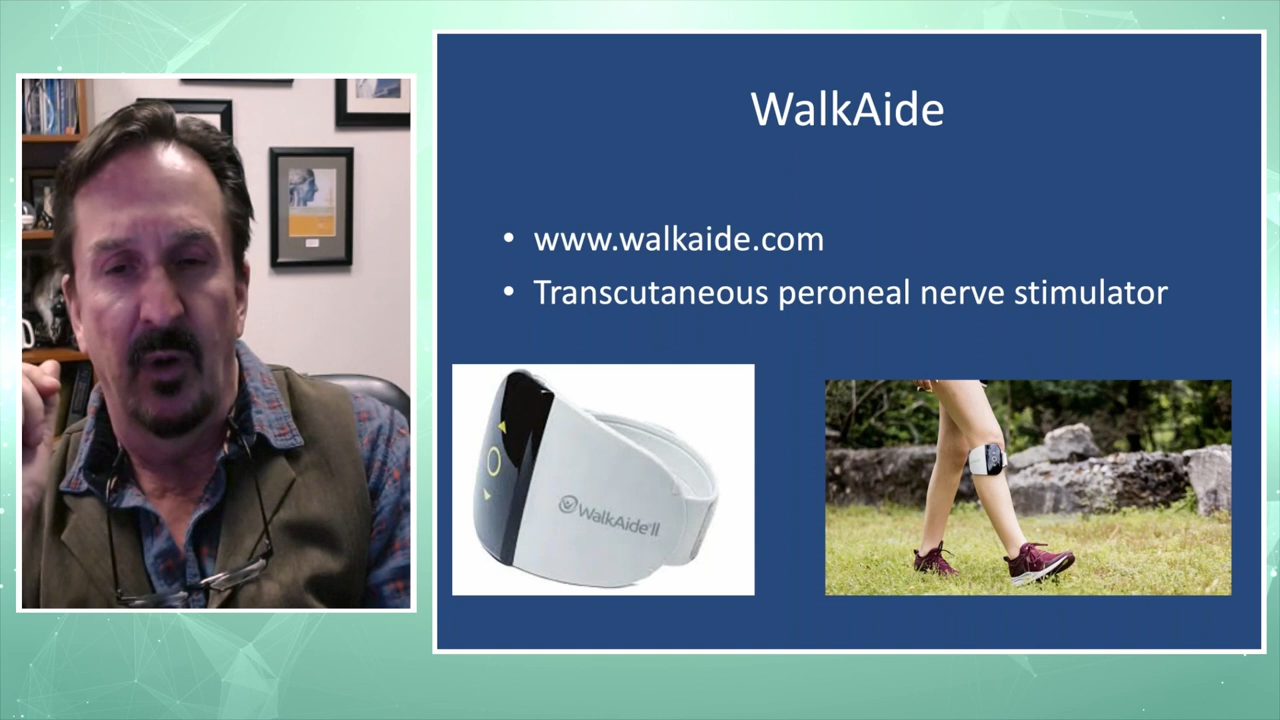 WalkAide
• www.walkaide.com
• Transcutaneous peroneal nerve stimulator
WalkAide®II